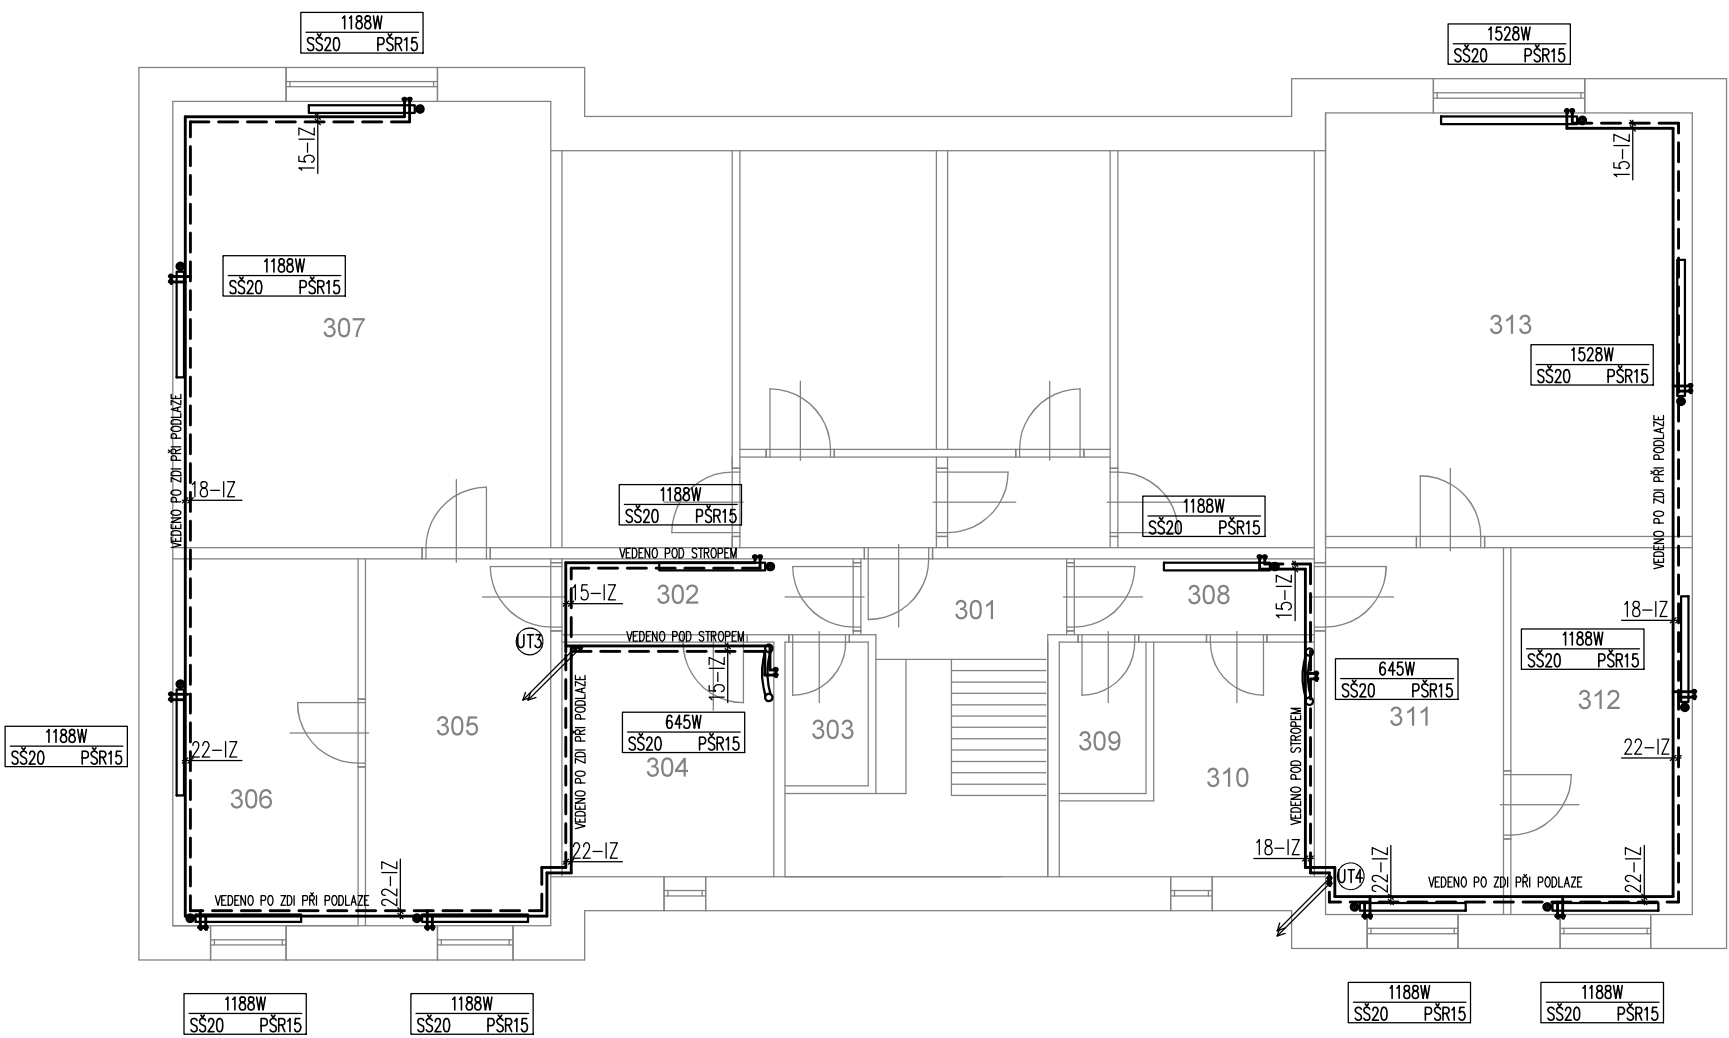 1188W
SŠ20 PŠR15
1528W
SŠ20 PŠR15
15-IZ
15-IZ
1188W
SŠ20 PŠR15
307
313
1528W
SŠ20 PŠR15
VEDENO PO ZDI PŘI PODLAZE
VEDENO PO ZDI PŘI PODLAZE
18-IZ
1188W
SŠ20 PŠR15
1188W
SŠ20 PŠR15
VEDENO POD STROPEM
15-IZ
302
301
308
15-IZ
18-IZ
UT3
VEDENO POD STROPEM
15-IZ
1188W
SŠ20 PŠR15
645W
SŠ20 PŠR15
312
311
645W
SŠ20 PŠR15
304
305
303
309
310
VEDENO PO ZDI PŘI PODLAZE
VEDENO POD STROPEM
1188W
SŠ20 PŠR15
22-IZ
22-IZ
306
22-IZ
18-IZ
UT4
22-IZ
22-IZ
22-IZ
VEDENO PO ZDI PŘI PODLAZE
VEDENO PO ZDI PŘI PODLAZE
1188W
SŠ20 PŠR15
1188W
SŠ20 PŠR15
1188W
SŠ20 PŠR15
1188W
SŠ20 PŠR15